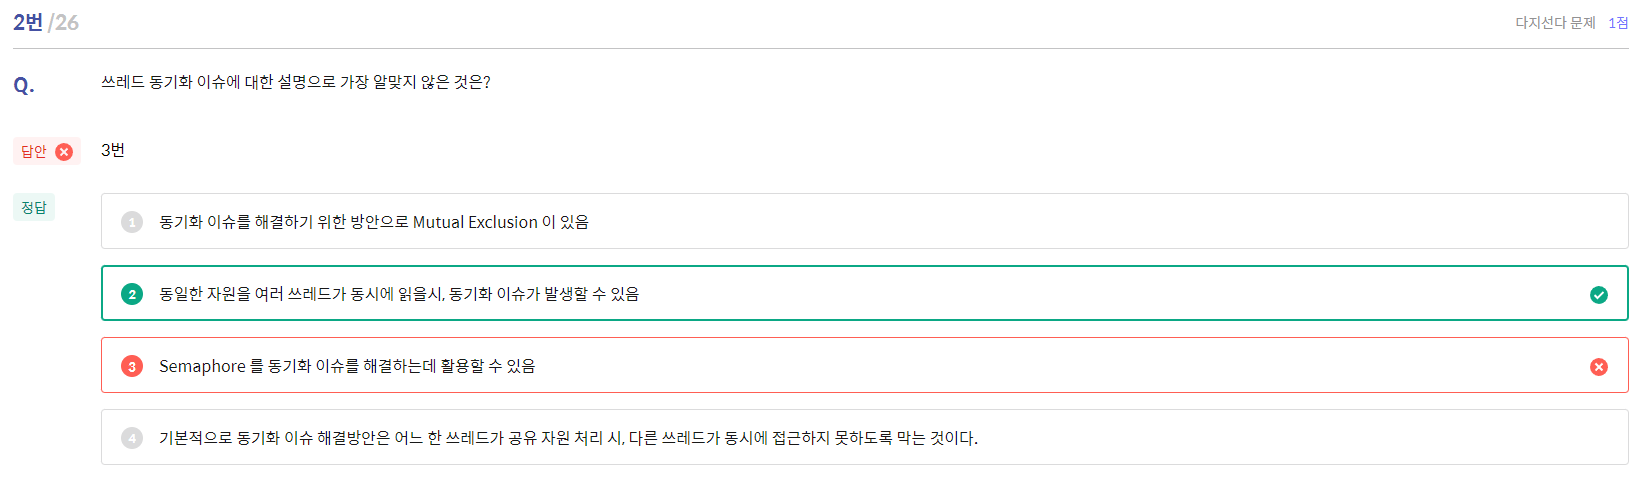 2번 /26
다지선다 문제 1점
Q. 쓰레드 동기화 이슈에 대한 설명으로 가장 알맞지 않은 것은?
답안 3번
정답
1 동기화 이슈를 해결하기 위한 방안으로 Mutual Exclusion 이 있음
2 동일한 자원을 여러 쓰레드가 동시에 읽을시, 동기화 이슈가 발생할 수 있음
3 Semaphore 를 동기화 이슈를 해결하는데 활용할 수 있음
4 기본적으로 동기화 이슈 해결방안은 어느 한 쓰레드가 공유 자원 처리 시, 다른 쓰레드가 동시에 접근하지 못하도록 막는 것이다.